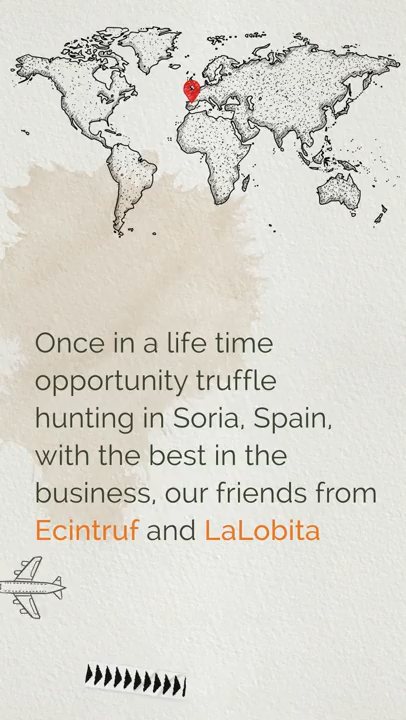 Once in a life time
opportunity truffle
hunting in Soria, Spain,
with the best in the
business, our friends from
Ecintruf and LaLobita